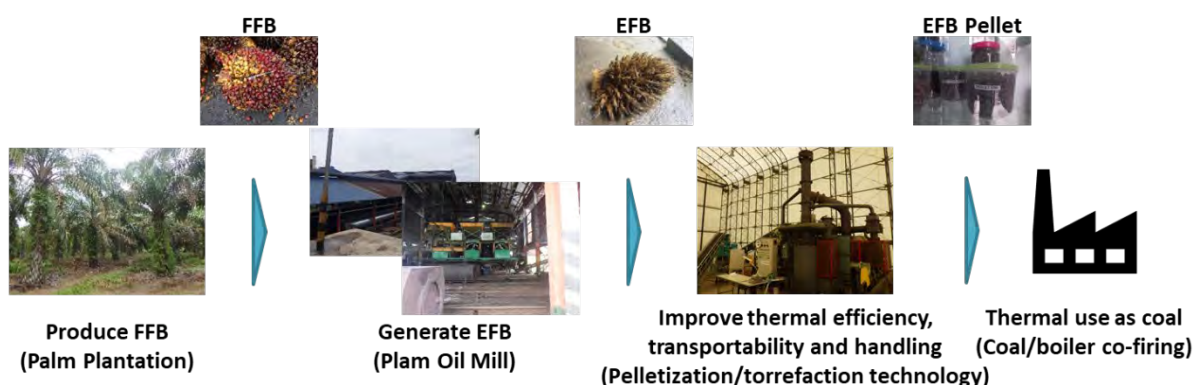 FFB
EFB
EFB Pellet
Produce FFB
(Palm Plantation)
Generate EFB
(Plam Oil Mill)
Improve thermal efficiency,
transportability and handling
(Pelletization/torrefaction technology)
Thermal use as coal
(Coal/boiler co-firing)